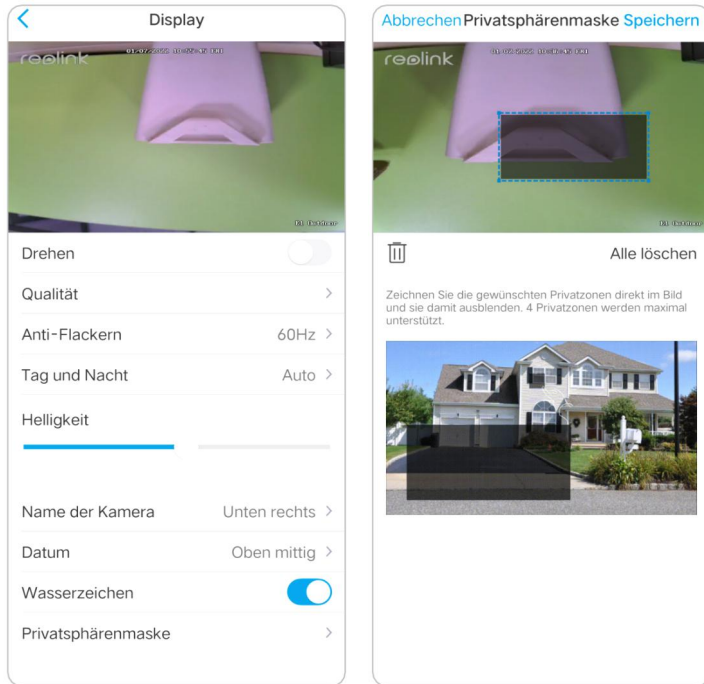 Display
reolink
Drehen
Qualität
Anti-Flackern 60Hz
Tag und Nacht Auto
Helligkeit
Name der Kamera Unten rechts
Datum Oben mittig
Wasserzeichen
Privatsphärenmaske
Abbrechen Privatsphärenmaske Speichern
reolink
Alle löschen
Zeichnen Sie die gewünschten Privatzonen direkt im Bild
und sie damit ausblenden. 4 Privatzonen werden maximal
unterstützt.